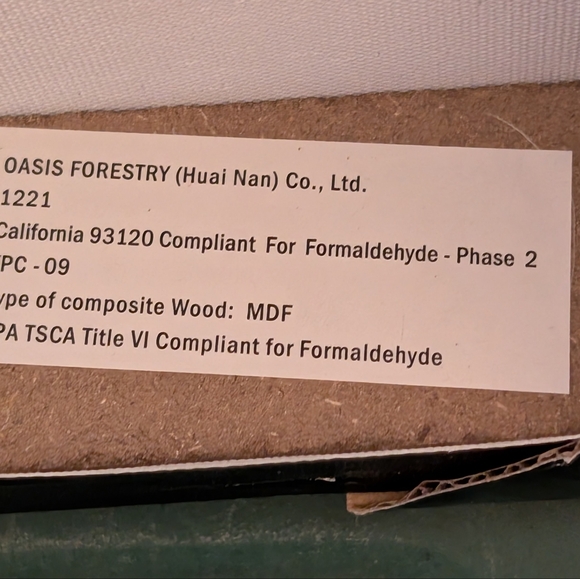 OASIS FORESTRY (Huai Nan) Co., Ltd.
1221
California 93120 Compliant For Formaldehyde - Phase 2
PC - 09
ype of composite Wood: MDF
PA TSCA Title VI Compliant for Formaldehyde